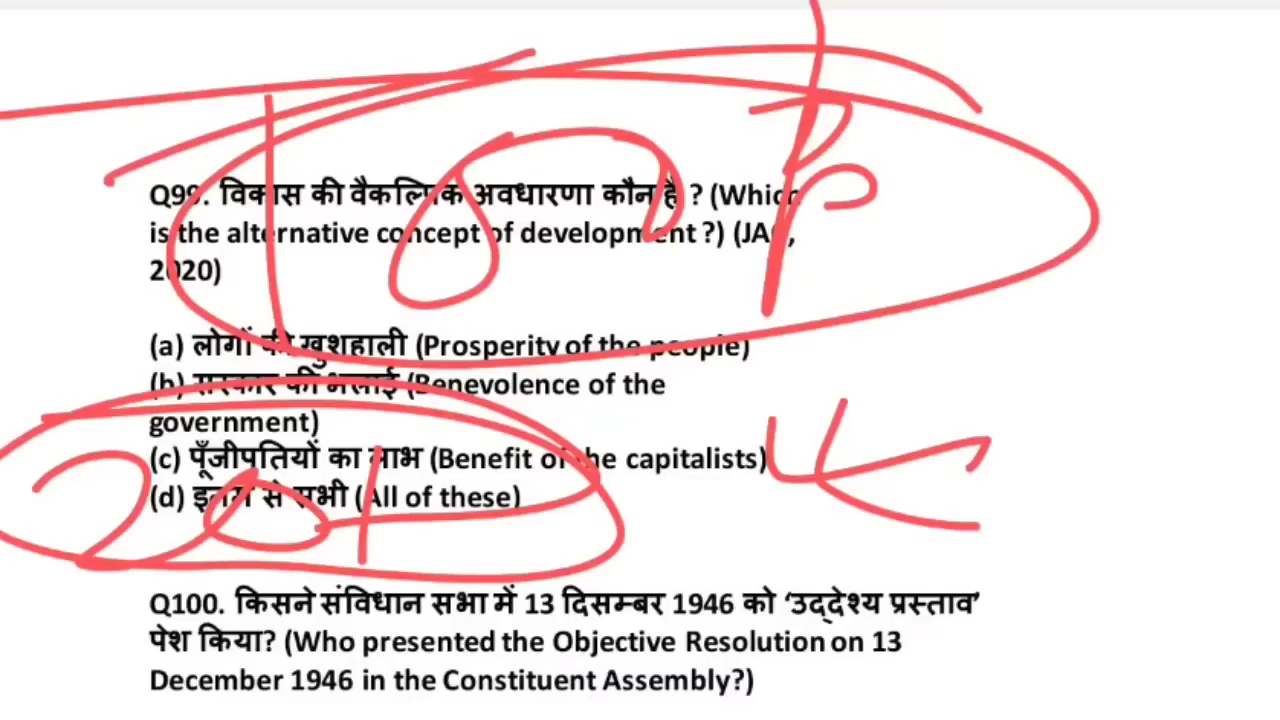 Q99. विकास की वैकल्पिक अवधारणा कौन है ? (Which
is the alternative concept of development ?) (JAC,
2020)
(a) लोगों की खुशहाली (Prosperity of the people)
(b) सरकार की भलाई (Benevolence of the
government)
(c) पूँजीपतियों का लाभ (Benefit of the capitalists)
(d) इनमें से सभी (All of these)
Q100. किसने संविधान सभा में 13 दिसम्बर 1946 को ‘उद्देश्य प्रस्ताव’
पेश किया? (Who presented the Objective Resolution on 13
December 1946 in the Constituent Assembly?)